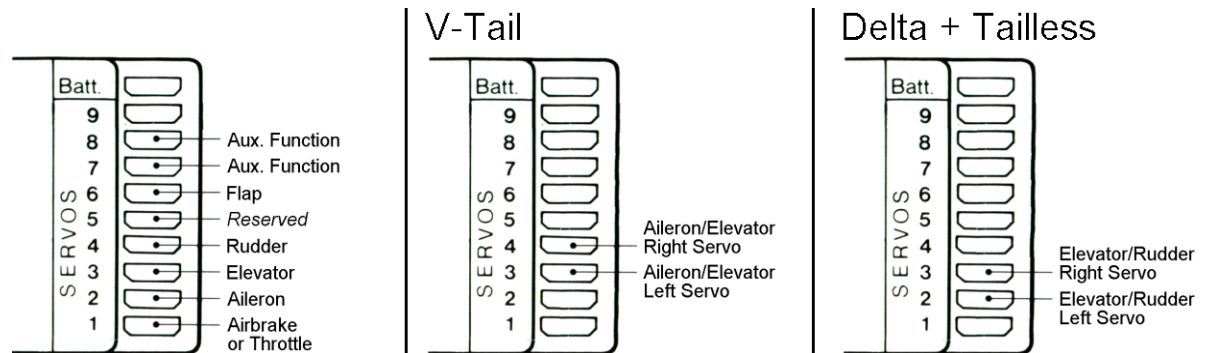 Batt.
9
8 Aux. Function
7 Aux. Function
6 Flap
5 Reserved
4 Rudder
3 Elevator
2 Aileron
1 Airbrake
or Throttle
SERVOS
V-Tail
Batt.
9
8
7
6
5
Aileron/Elevator
4 Right Servo
3 Aileron/Elevator
Left Servo
2
1
SERVOS
Delta + Tailless
Batt.
9
8
7
6
5
4
Elevator/Rudder
3 Right Servo
2 Elevator/Rudder
Left Servo
1
SERVOS